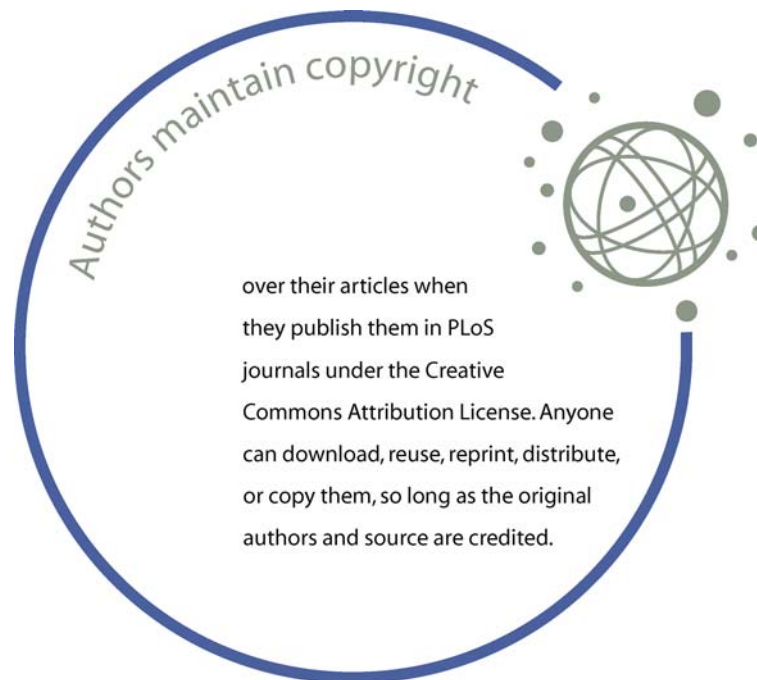 Authors maintain copyright
over their articles when
they publish them in PLoS
journals under the Creative
Commons Attribution License. Anyone
can download, reuse, reprint, distribute,
or copy them, so long as the original
authors and source are credited.